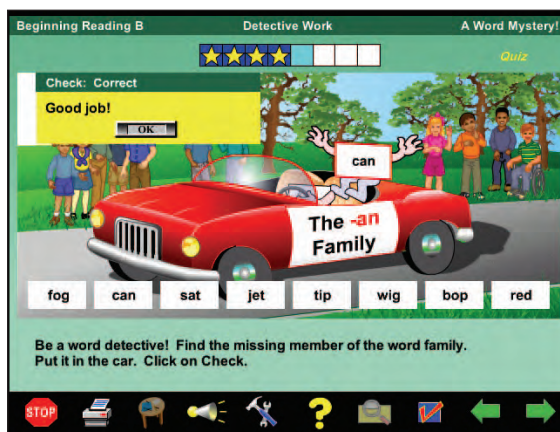 Beginning Reading B
Detective Work
A Word Mystery!
Quiz
Check: Correct
Good job!
OK
can
The -an
Family
fog can sat jet tip wig bop red
Be a word detective! Find the missing member of the word family.
Put it in the car. Click on Check.
STOP
?